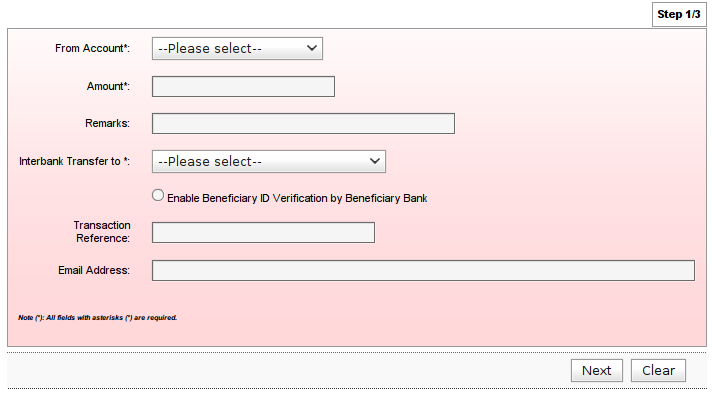 Step 1/3
From Account*:
--Please select--
Amount*:
Remarks:
Interbank Transfer to *:
--Please select--
Enable Beneficiary ID Verification by Beneficiary Bank
Transaction
Reference:
Email Address:
Note (*): All fields with asterisks (*) are required.
Next
Clear